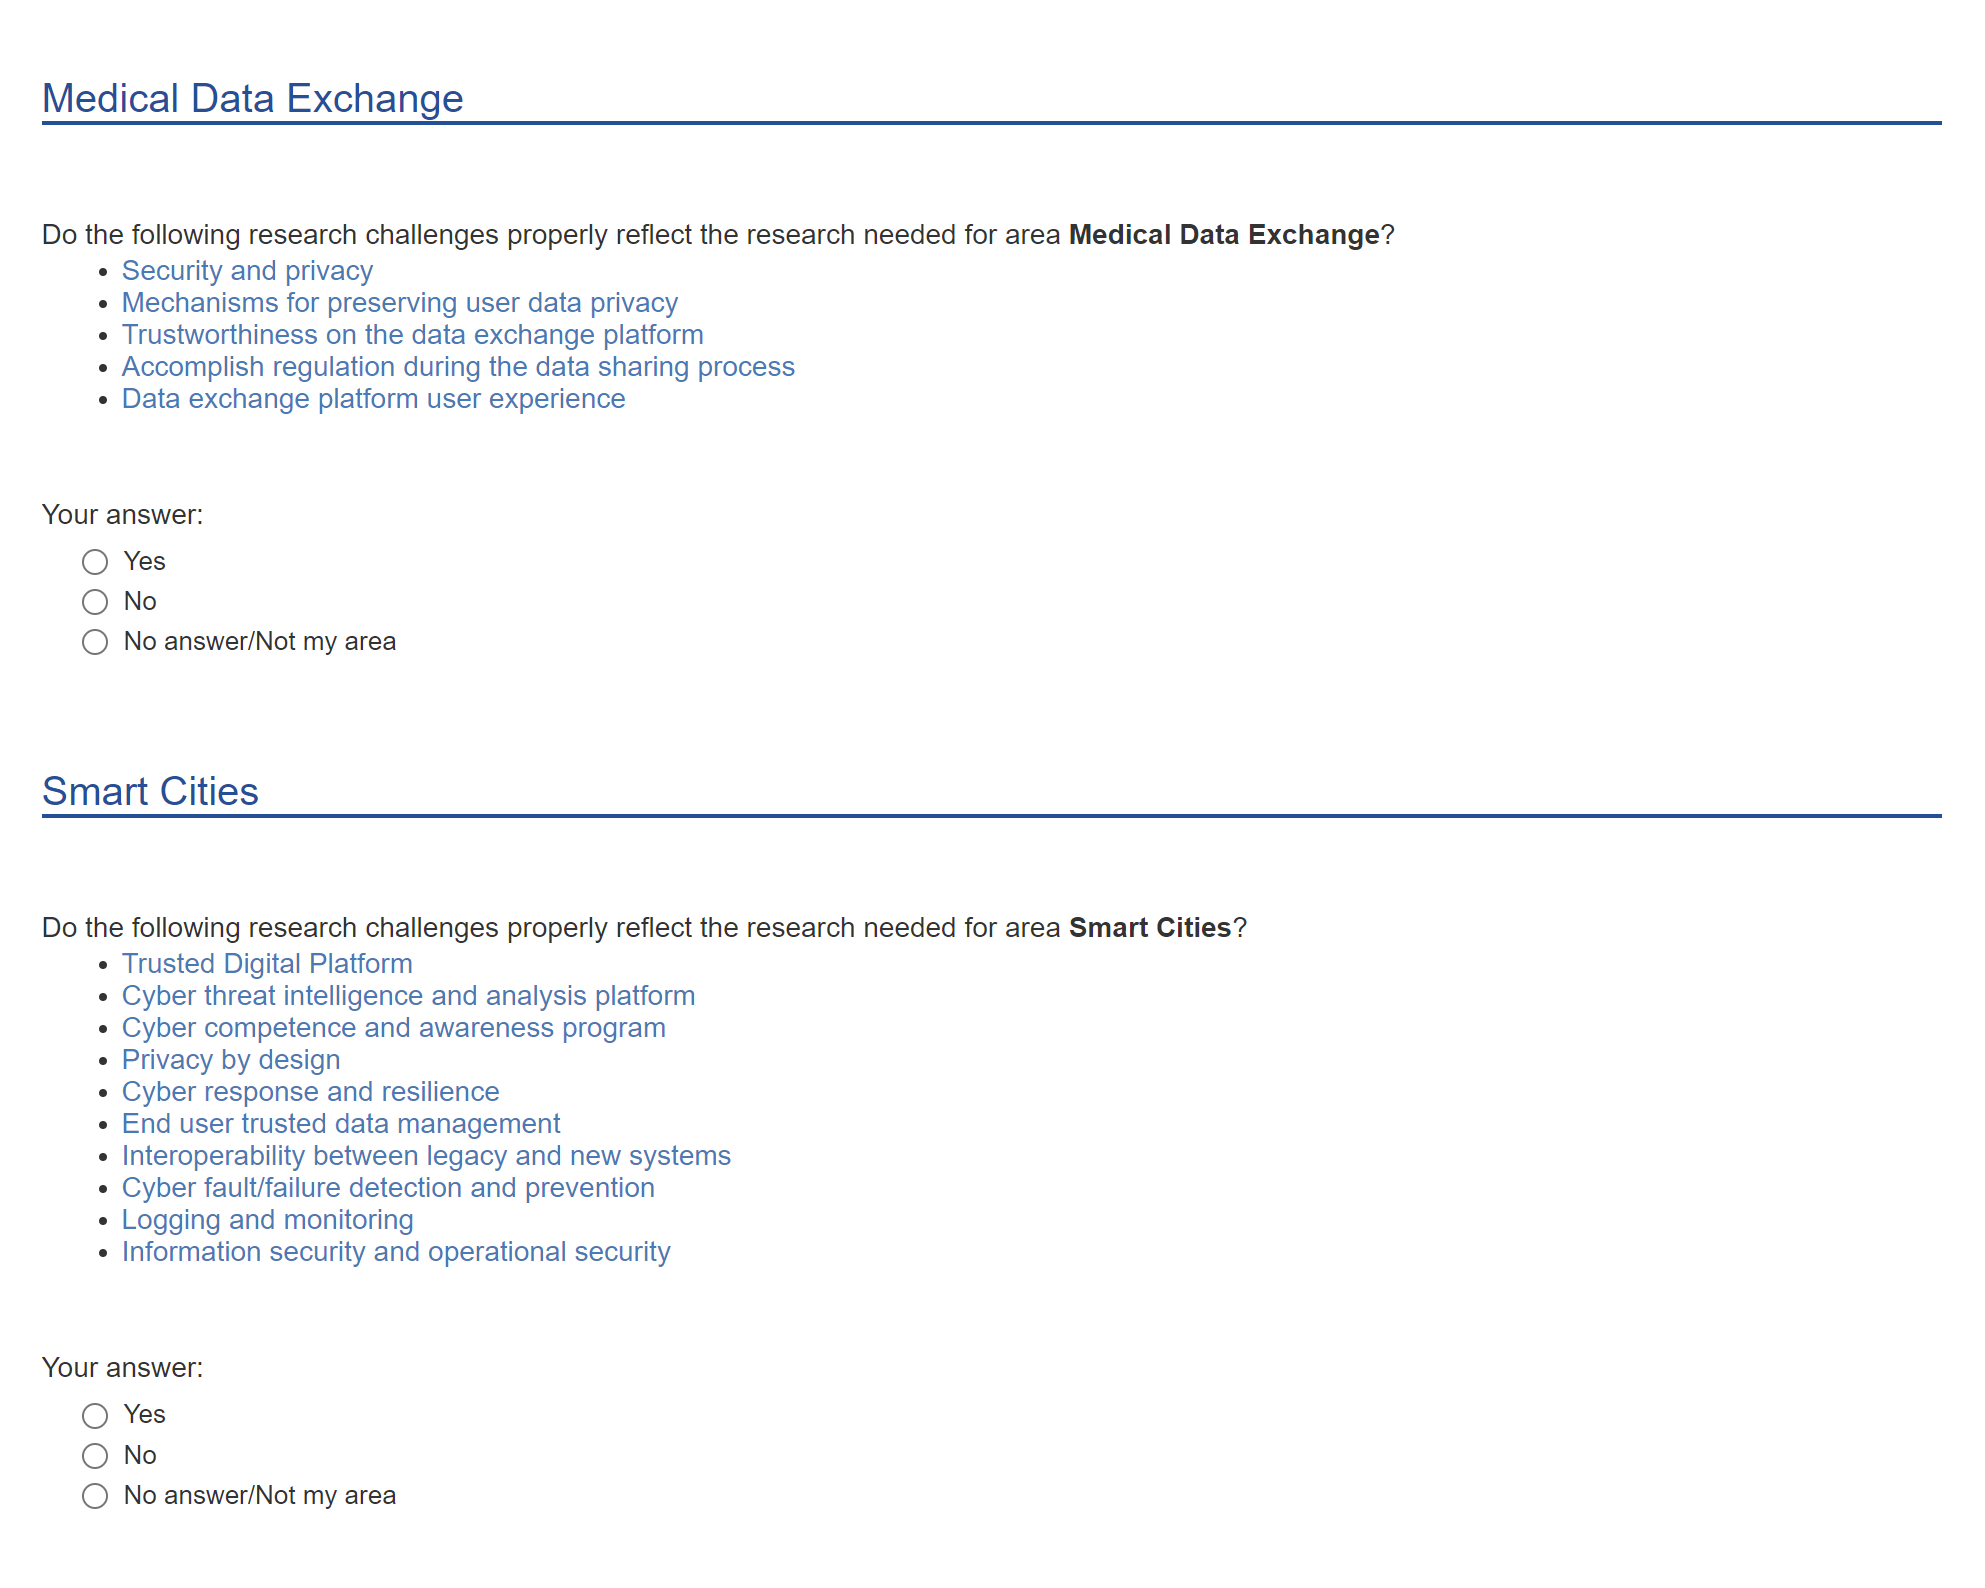 Medical Data Exchange
Do the following research challenges properly reflect the research needed for area Medical Data Exchange?
• Security and privacy
• Mechanisms for preserving user data privacy
• Trustworthiness on the data exchange platform
• Accomplish regulation during the data sharing process
• Data exchange platform user experience
Your answer:
Yes
No
No answer/Not my area
Smart Cities
Do the following research challenges properly reflect the research needed for area Smart Cities?
• Trusted Digital Platform
• Cyber threat intelligence and analysis platform
• Cyber competence and awareness program
• Privacy by design
• Cyber response and resilience
• End user trusted data management
• Interoperability between legacy and new systems
• Cyber fault/failure detection and prevention
• Logging and monitoring
• Information security and operational security
Your answer:
Yes
No
No answer/Not my area